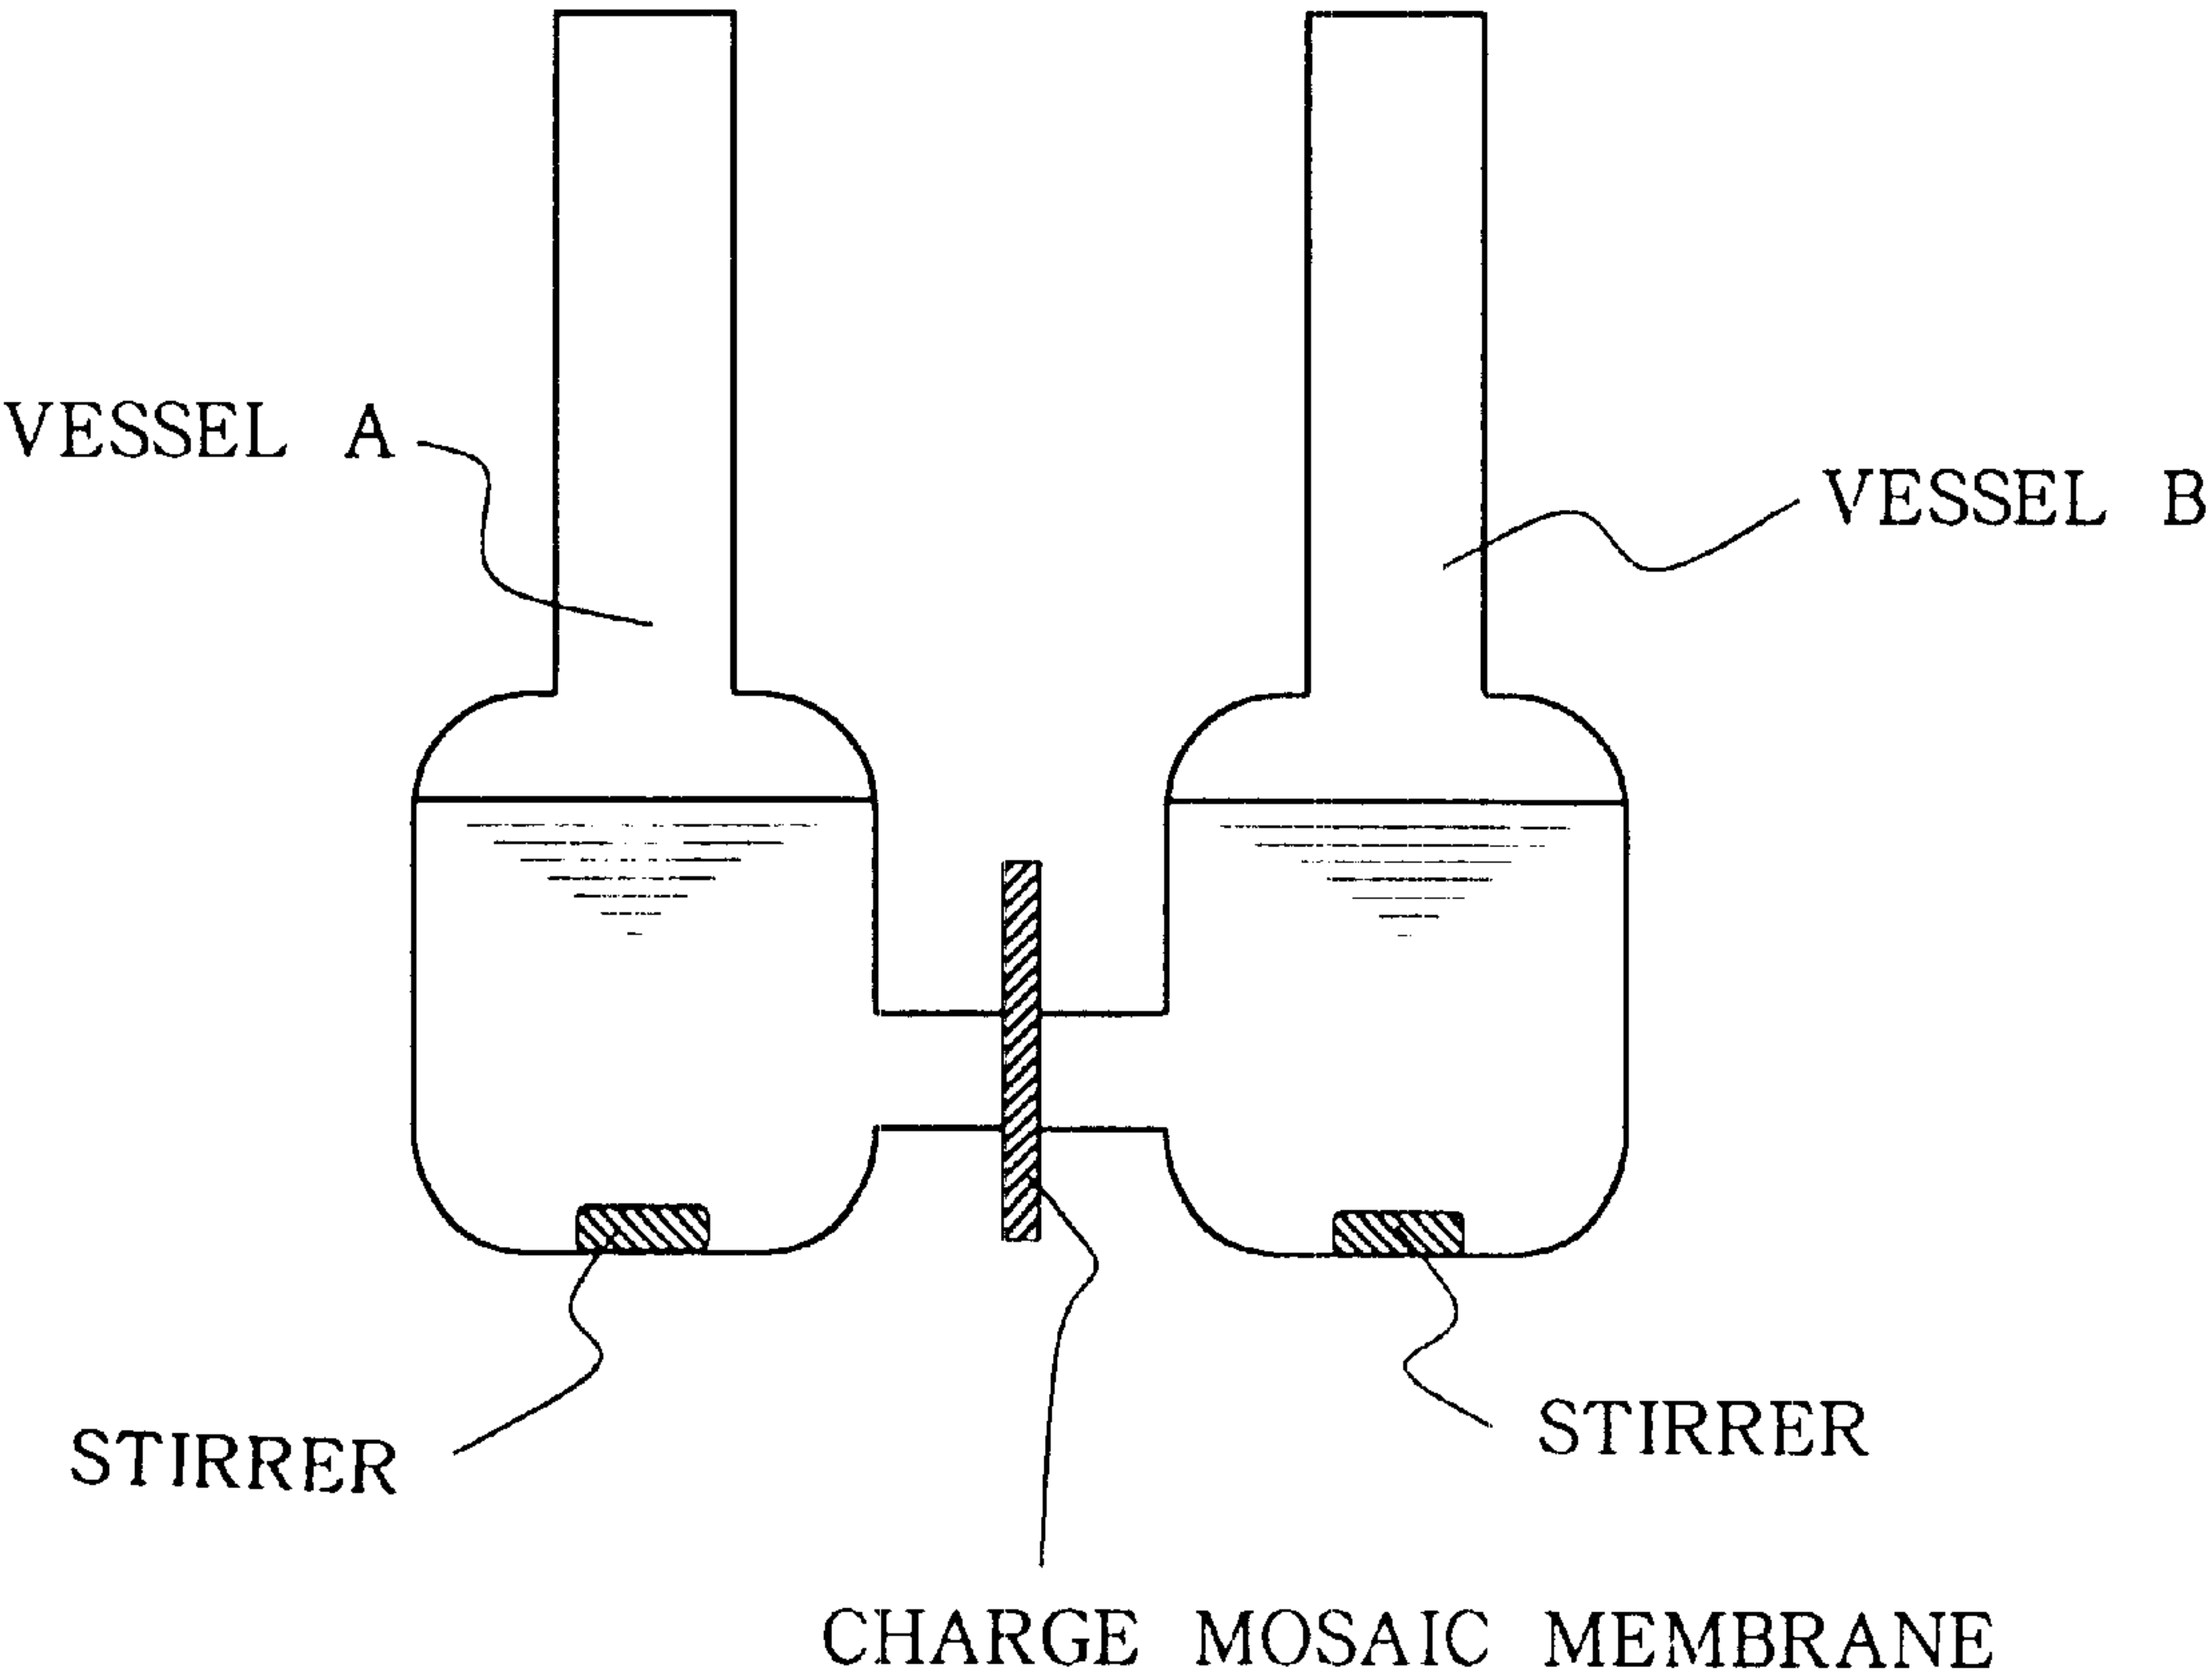 VESSEL A
VESSEL B
STIRRER
STIRRER
CHARGE MOSAIC MEMBRANE